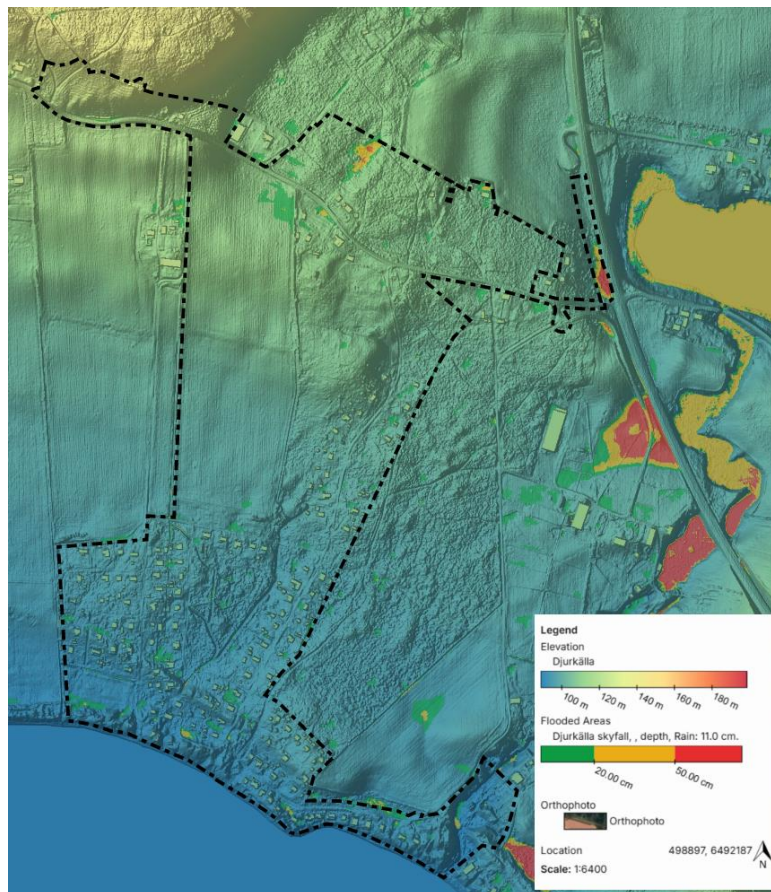 Legend
Elevation
Djurkälla
100 m 120 m 140 m 160 m 180 m
Flooded Areas
Djurkälla skyfall, , depth, Rain: 11.0 cm.
20.00 cm 50.00 cm
Orthophoto
Orthophoto
Location 498897, 6492187
Scale: 1:6400
N